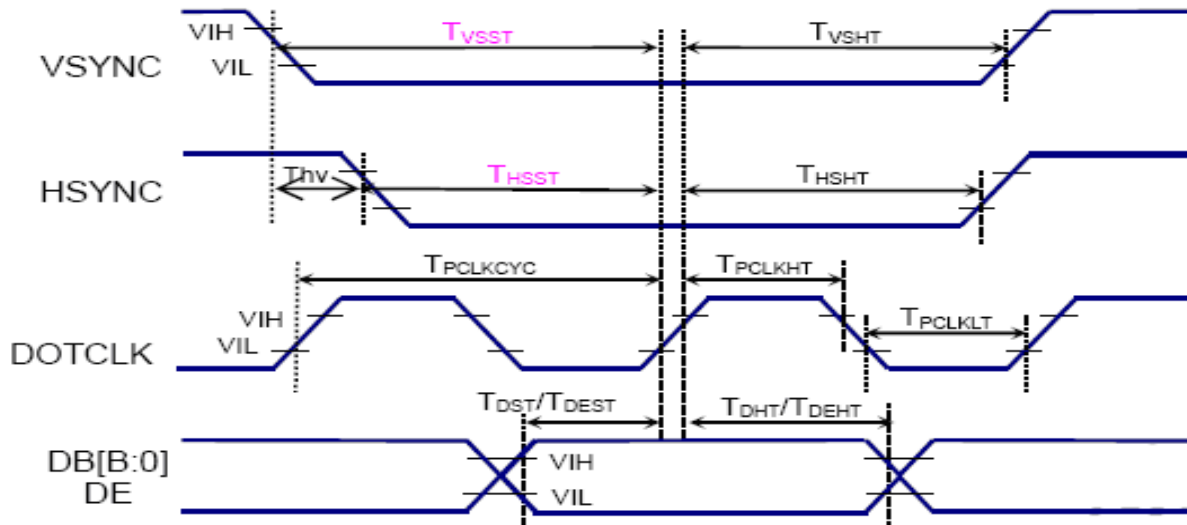 VIH
VSYNC
VIL
TVSST
TVSHT
HSYNC
Thv
THSST
THSHT
TPCLKCYC
TPCLKHT
VIH
TPCLKLT
DOTCLK
VIL
TDST/TDEST
TDHT/TDEHT
DB[B:0]
DE
VIH
VIL